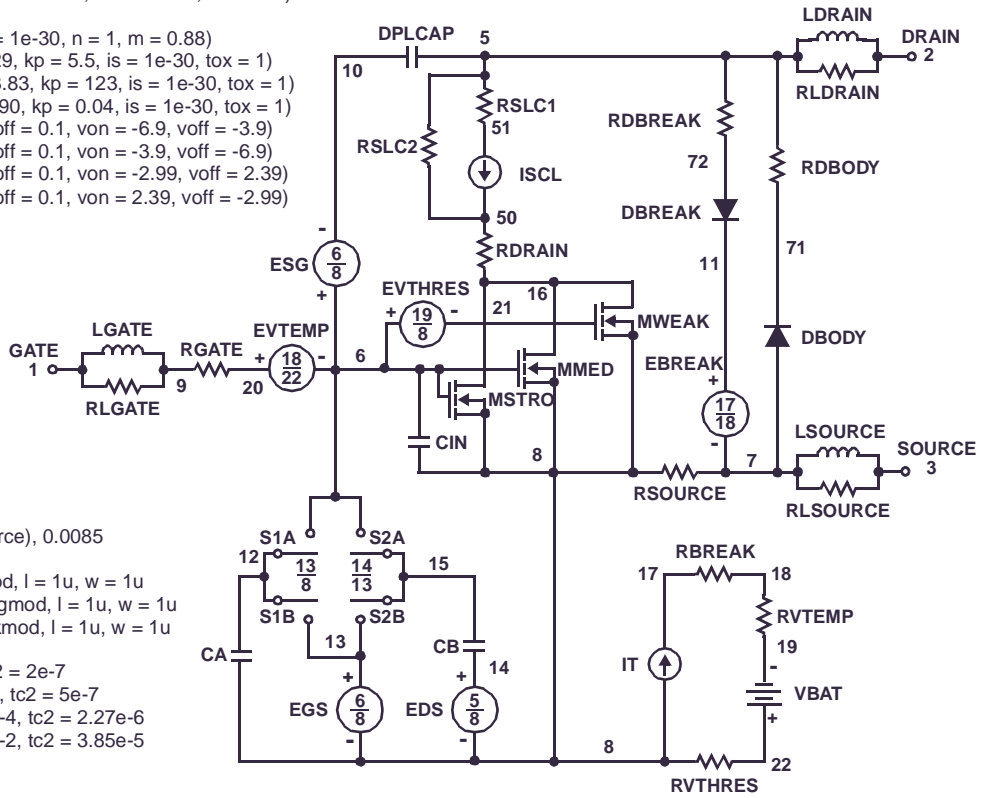 = 1e-30, n = 1, m = 0.88)
29, kp = 5.5, is = 1e-30, tox = 1)
3.83, kp = 123, is = 1e-30, tox = 1)
90, kp = 0.04, is = 1e-30, tox = 1)
off = 0.1, von = -6.9, voff = -3.9)
off = 0.1, von = -3.9, voff = -6.9)
off = 0.1, von = -2.99, voff = 2.39)
off = 0.1, von = 2.39, voff = -2.99)
LDRAIN
DPLCAP
5
DRAIN
2
10
RLDRAIN
RSLC1
51
RDBREAK
RSLC2
72
ISCL
RDBODY
50
DBREAK
-
RDRAIN
71
ESG
6
8
11
+
EVTHRES
16
21
+
19
8
-
MWEAK
LGATE
EVTEMP
DBODY
GATE
1
RGATE
+
18
22
-
6
MMED
EBREAK
+
9
20
MSTRO
17
18
RLGATE
-
LSOURCE
CIN
8
7
SOURCE
3
RSOURCE
RLSOURCE
rce), 0.0085
S1A
S2A
12
13
8
14
13
15
RBREAK
17
18
od, l = 1u, w = 1u
gmod, l = 1u, w = 1u
kmod, l = 1u, w = 1u
S1B
S2B
RVTEMP
13
CB
19
CA
IT
-
2 = 2e-7
+
+
14
VBAT
, tc2 = 5e-7
-4, tc2 = 2.27e-6
EGS
6
8
EDS
5
8
+
-2, tc2 = 3.85e-5
-
-
8
22
RVTHRES